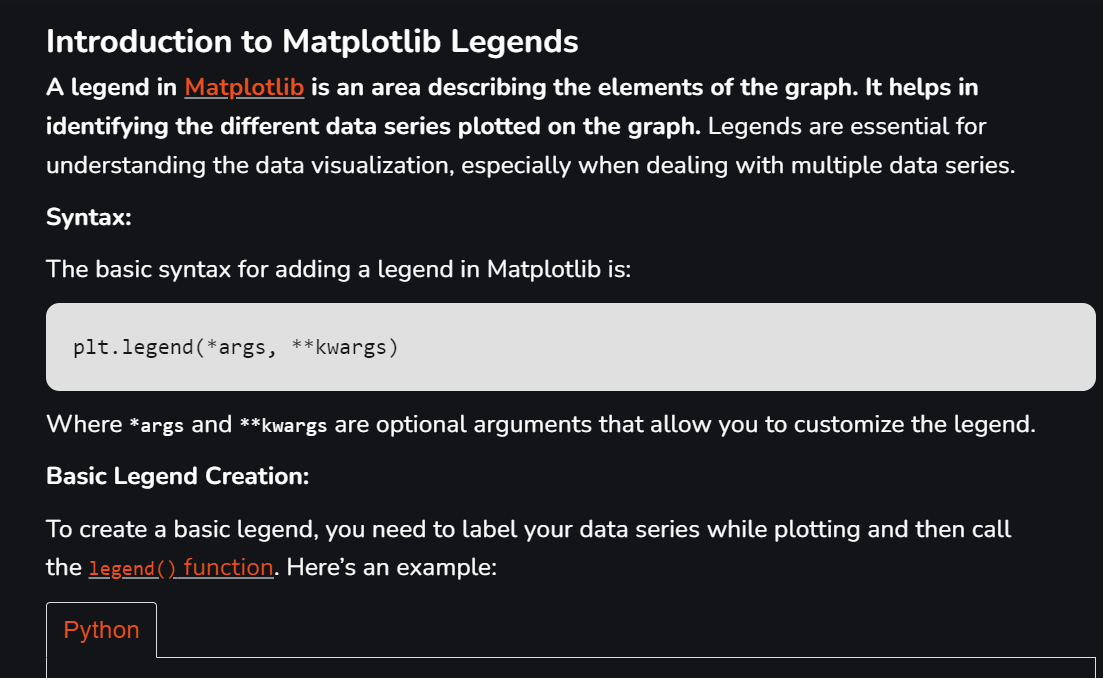 Introduction to Matplotlib Legends
A legend in Matplotlib is an area describing the elements of the graph. It helps in
identifying the different data series plotted on the graph. Legends are essential for
understanding the data visualization, especially when dealing with multiple data series.
Syntax:
The basic syntax for adding a legend in Matplotlib is:
plt.legend(*args, **kwargs)
Where *args and **kwargs are optional arguments that allow you to customize the legend.
Basic Legend Creation:
To create a basic legend, you need to label your data series while plotting and then call
the legend() function. Here’s an example:
Python